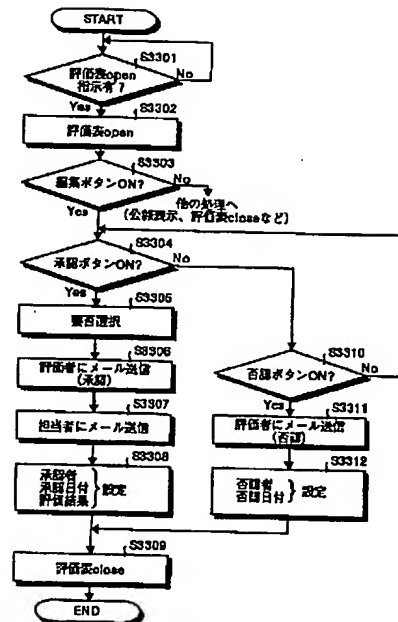 START
S3301
評価表open
指示有？
No
Yes
S3302
評価表open
S3303
編集ボタンON?
No
Yes
他の処理へ
(公報表示、評価表closeなど)
S3304
承認ボタンON?
No
Yes
S3305
要否選択
S3306
評価者にメール送信
(承認)
S3307
担当者にメール送信
S3308
承認者
承認日付
評価結果
設定
S3310
否認ボタンON?
No
Yes
S3311
評価者にメール送信
(否認)
S3312
否認者
否認日付
設定
S3309
評価表close
END